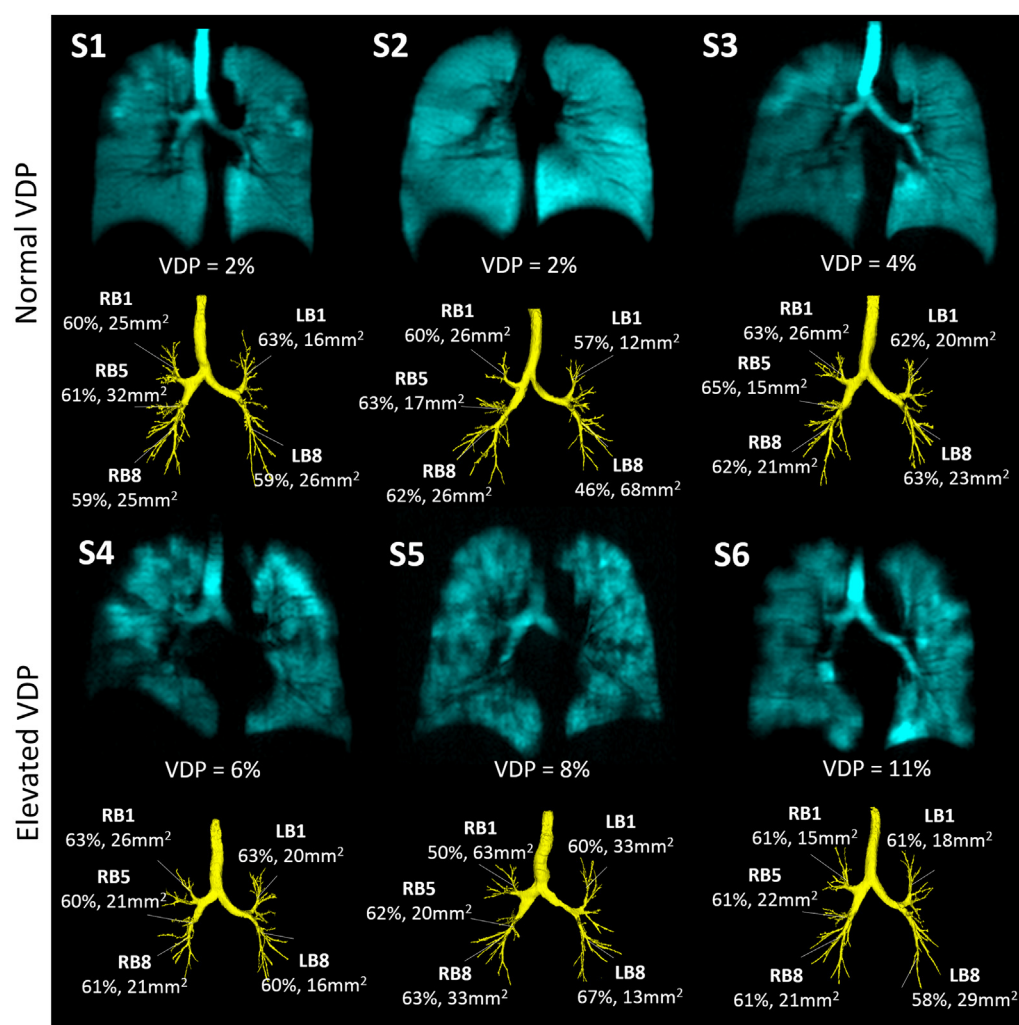 Normal VDP
S1
S2
S3
VDP = 2%
VDP = 2%
VDP = 4%
RB1
60%, 25mm²
LB1
63%, 16mm²
RB5
61%, 32mm²
RB8
59%, 25mm²
LB8
59%, 26mm²
RB1
60%, 26mm²
LB1
57%, 12mm²
RB5
63%, 17mm²
RB8
62%, 26mm²
LB8
46%, 68mm²
RB1
63%, 26mm²
LB1
62%, 20mm²
RB5
65%, 15mm²
RB8
62%, 21mm²
LB8
63%, 23mm²
Elevated VDP
S4
S5
S6
VDP = 6%
VDP = 8%
VDP = 11%
RB1
63%, 26mm²
LB1
63%, 20mm²
RB5
60%, 21mm²
RB8
61%, 21mm²
LB8
60%, 16mm²
RB1
50%, 63mm²
LB1
60%, 33mm²
RB5
62%, 20mm²
RB8
63%, 33mm²
LB8
67%, 13mm²
RB1
61%, 15mm²
LB1
61%, 18mm²
RB5
61%, 22mm²
RB8
61%, 21mm²
LB8
58%, 29mm²